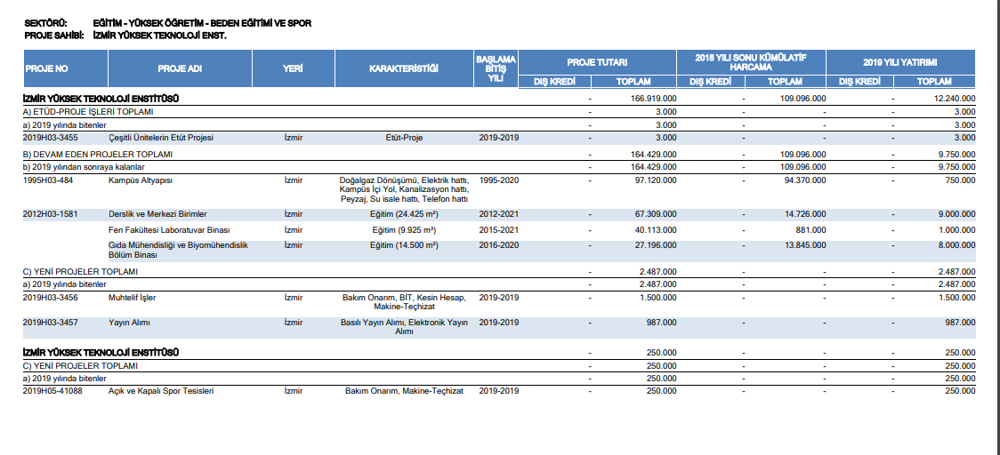 SEKTÖRÜ: EĞİTİM - YÜKSEK ÖĞRETİM - BEDEN EĞİTİMİ VE SPOR
PROJE SAHİBİ: İZMİR YÜKSEK TEKNOLOJİ ENST.
PROJE NO PROJE ADI YERİ KARAKTERİSTİĞİ BAŞLAMA BİTİŞ YILI PROJE TUTARI 2018 YILI SONU KÜMÜLATİF HARCAMA 2019 YILI YATIRIMI
DIŞ KREDİ TOPLAM DIŞ KREDİ TOPLAM DIŞ KREDİ TOPLAM
İZMİR YÜKSEK TEKNOLOJİ ENSTİTÜSÜ - 166.919.000 - 109.096.000 - 12.240.000
A) ETÜD-PROJE İŞLERİ TOPLAMI - 3.000 - - - 3.000
a) 2019 yılında bitenler - 3.000 - - - 3.000
2019H03-3455 Çeşitli Ünitelerin Etüt Projesi İzmir Etüt-Proje 2019-2019 - 3.000 - - - 3.000
B) DEVAM EDEN PROJELER TOPLAMI - 164.429.000 - 109.096.000 - 9.750.000
b) 2019 yılından sonraya kalanlar - 164.429.000 - 109.096.000 - 9.750.000
1995H03-484 Kampüs Altyapısı İzmir Doğalgaz Dönüşümü, Elektrik hattı, 1995-2020 - 97.120.000 - 94.370.000 - 750.000
Kampüs İçi Yol, Kanalizasyon hattı,
Peyzaj, Su isale hattı, Telefon hattı
2012H03-1581 Derslik ve Merkezi Birimler İzmir Eğitim (24.425 m²) 2012-2021 - 67.309.000 - 14.726.000 - 9.000.000
Fen Fakültesi Laboratuvar Binası İzmir Eğitim (9.925 m²) 2015-2021 - 40.113.000 - 881.000 - 1.000.000
Gıda Mühendisliği ve Biyomühendislik İzmir Eğitim (14.500 m²) 2016-2020 - 27.196.000 - 13.845.000 - 8.000.000
Bölüm Binası
C) YENİ PROJELER TOPLAMI - 2.487.000 - - - 2.487.000
a) 2019 yılında bitenler - 2.487.000 - - - 2.487.000
2019H03-3456 Muhtelif İşler İzmir Bakım Onarım, BİT, Kesin Hesap, 2019-2019 - 1.500.000 - - - 1.500.000
Makine-Teçhizat
2019H03-3457 Yayın Alımı İzmir Basılı Yayın Alımı, Elektronik Yayın 2019-2019 - 987.000 - - - 987.000
Alımı
İZMİR YÜKSEK TEKNOLOJİ ENSTİTÜSÜ - 250.000 - - - 250.000
C) YENİ PROJELER TOPLAMI - 250.000 - - - 250.000
a) 2019 yılında bitenler - 250.000 - - - 250.000
2019H05-41088 Açık ve Kapalı Spor Tesisleri İzmir Bakım Onarım, Makine-Teçhizat 2019-2019 - 250.000 - - - 250.000